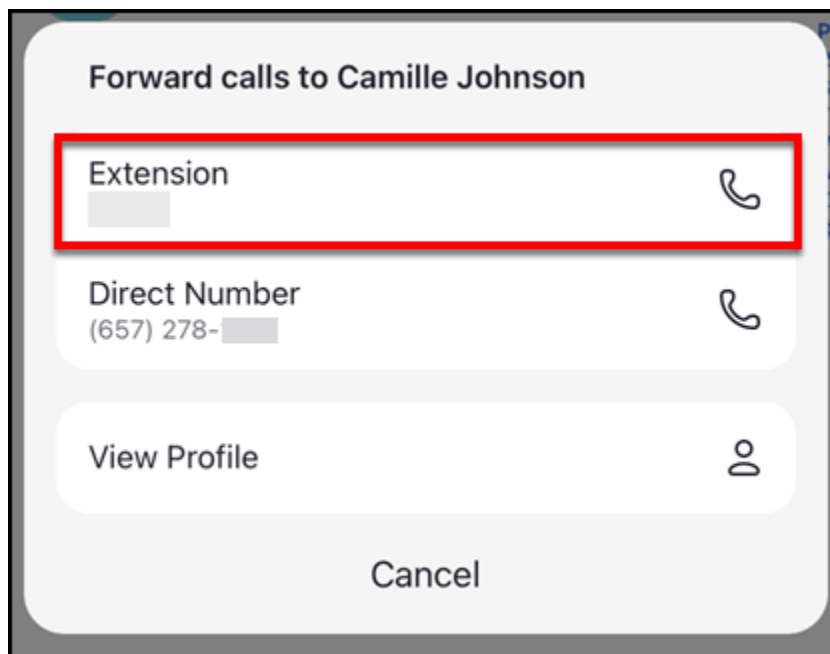 Forward calls to Camille Johnson
Extension
Direct Number
(657) 278-
View Profile
Cancel